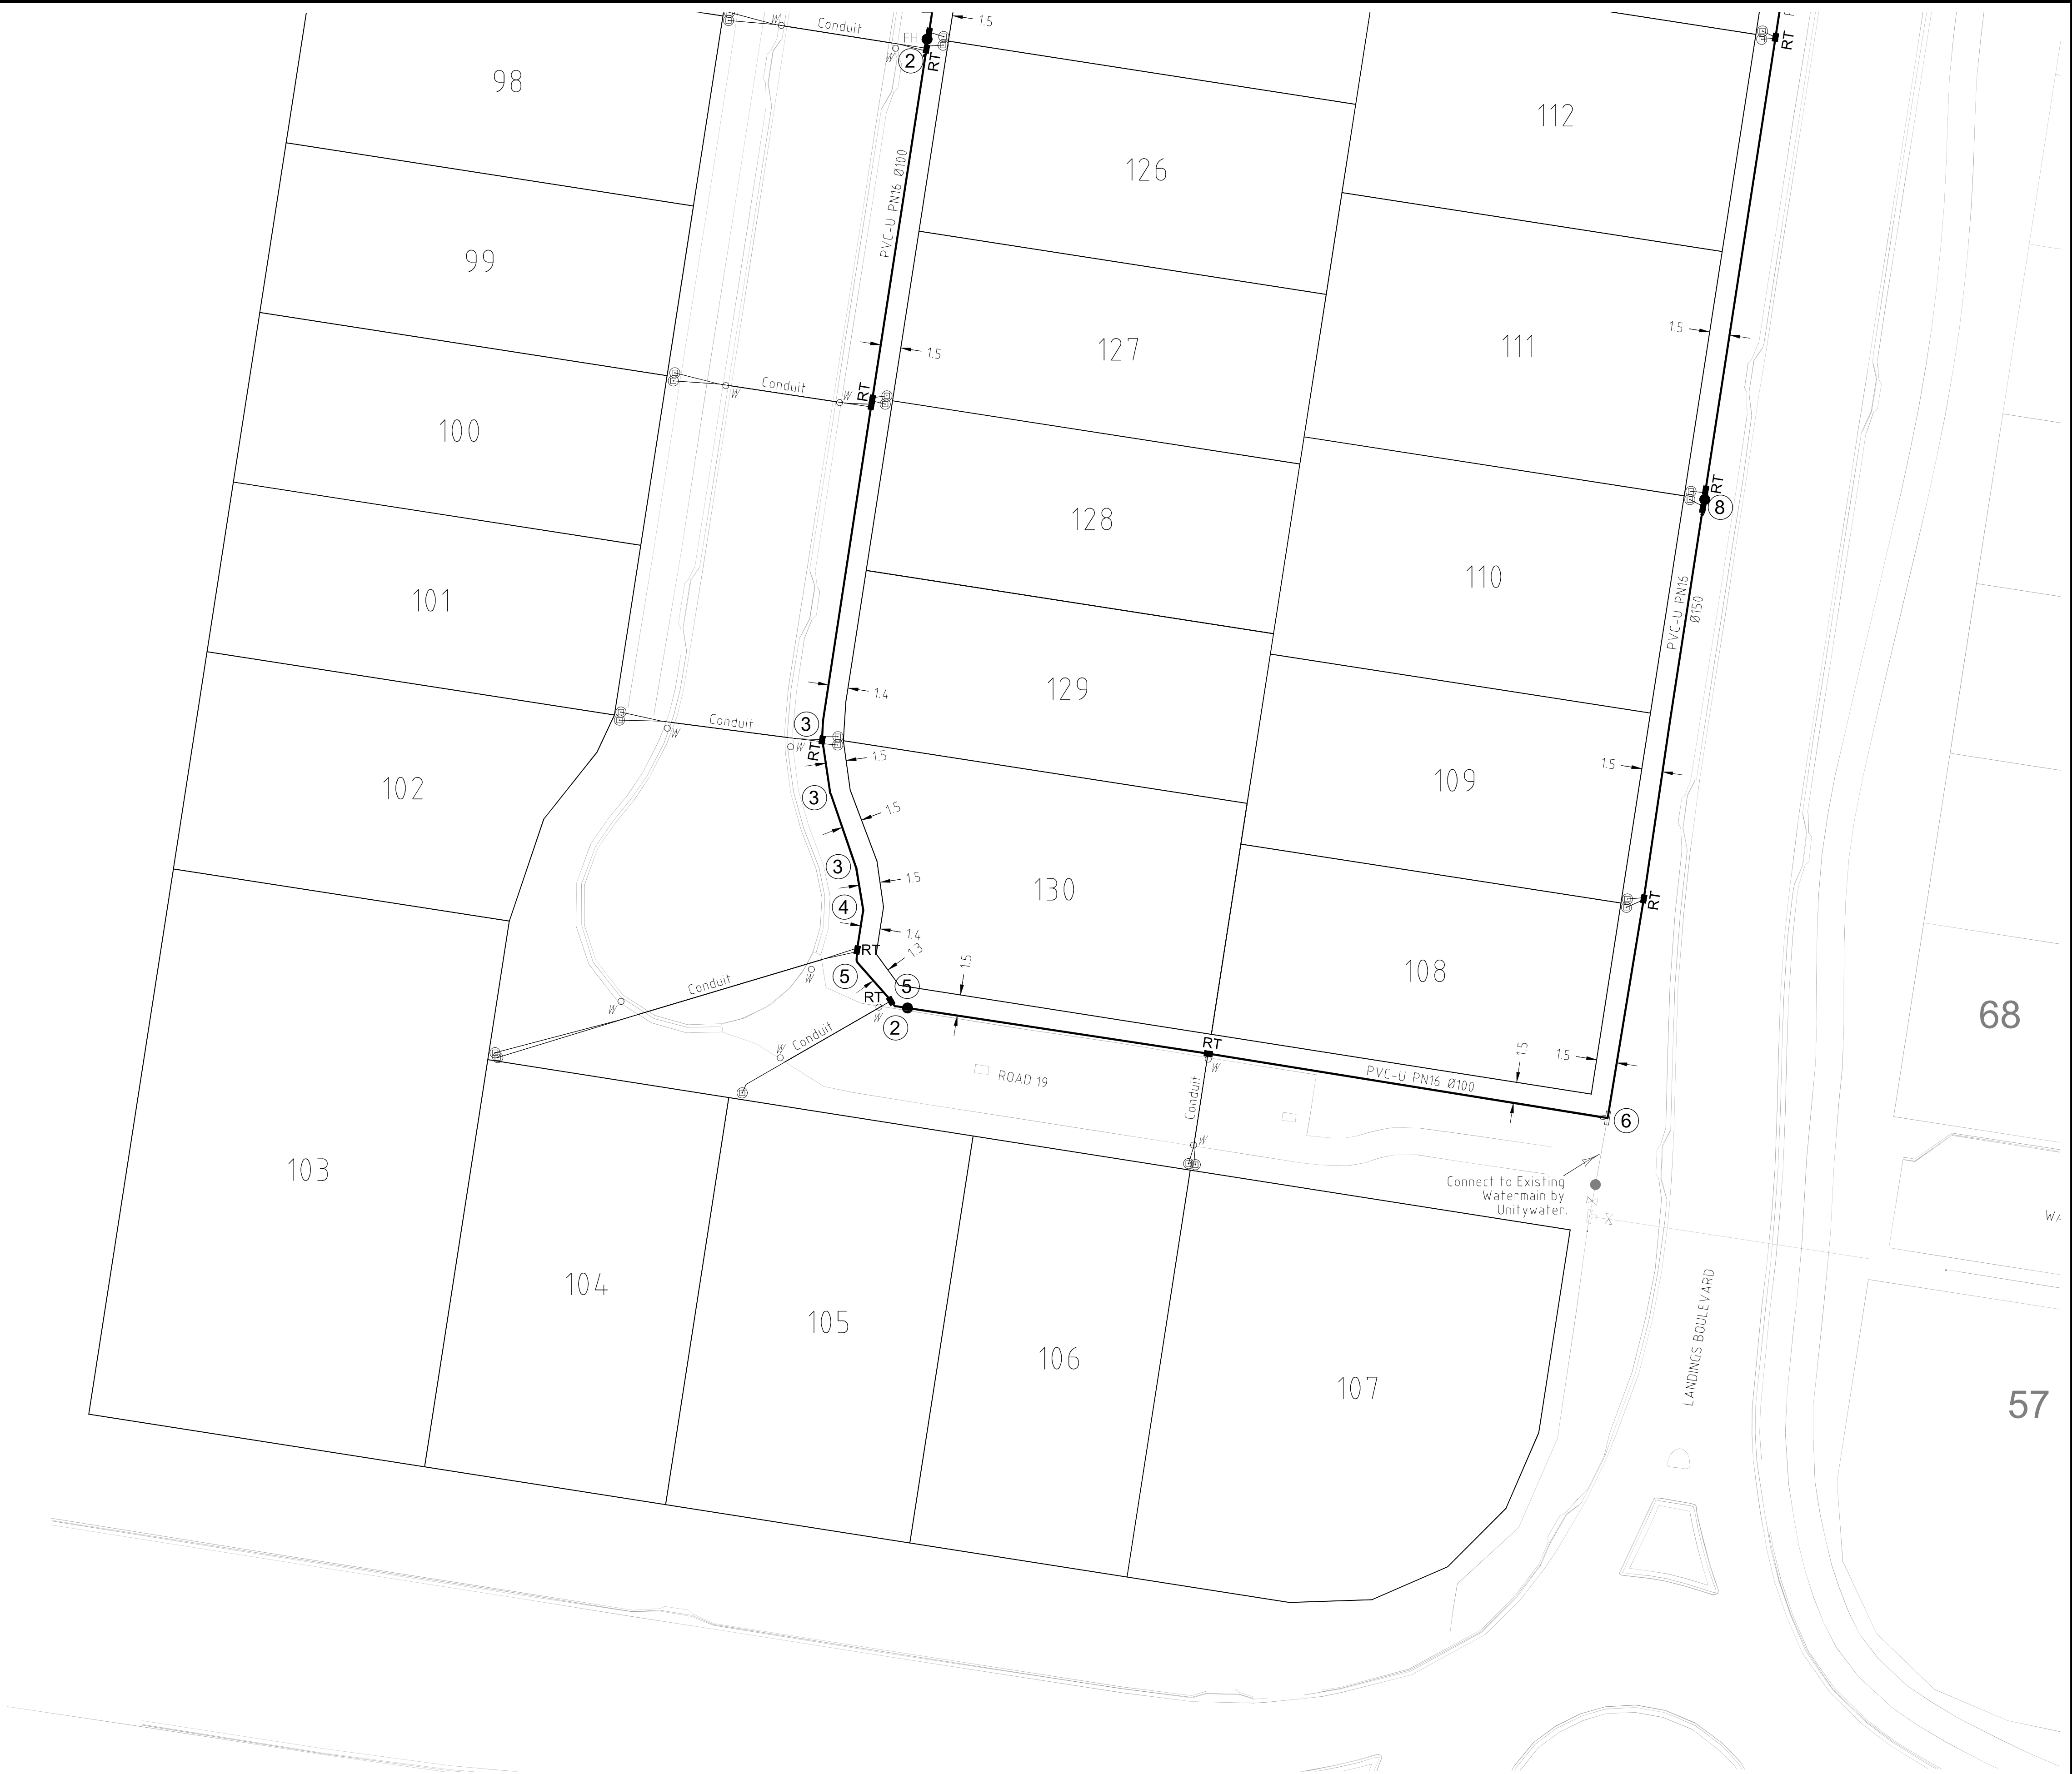 Conduit
W
W
FH
2
RT
1.5
RT
98
112
126
PVC-U PN16 Ø100
99
127
1.5
1.5
111
Conduit
W
W
RT
100
128
RT
8
110
PVC-U PN16
Ø150
101
129
1.4
3
Conduit
W
W
RT
1.5
1.5
102
3
1.5
109
3
1.5
130
RT
4
1.4
RT
1.3
5
5
1.5
108
Conduit
W
W
RT
W
2
Conduit
W
RT
W
1.5
1.5
68
ROAD 19
PVC-U PN16 Ø100
Conduit
W
6
103
Connect to Existing
Watermain by
Unitywater.
104
105
106
107
LANDINGS BOULEVARD
57